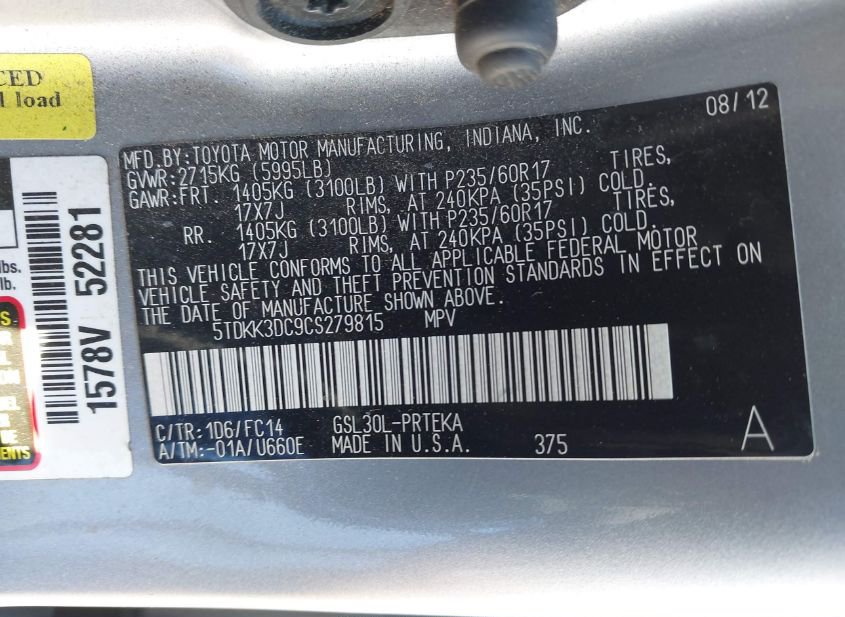 CED
l load
lbs.
lb.
S
ENTS
1578V 52281
08/12
MFD.BY:TOYOTA MOTOR MANUFACTURING, INDIANA, INC.
GVWR:2715KG (5995LB)
GAWR:FRT. 1405KG (3100LB) WITH P235/60R17 TIRES,
17X7J RIMS, AT 240KPA (35PSI) COLD.
RR. 1405KG (3100LB) WITH P235/60R17 TIRES,
17X7J RIMS, AT 240KPA (35PSI) COLD.
THIS VEHICLE CONFORMS TO ALL APPLICABLE FEDERAL MOTOR
VEHICLE SAFETY AND THEFT PREVENTION STANDARDS IN EFFECT ON
THE DATE OF MANUFACTURE SHOWN ABOVE.
5TDKK3DC9CS279815 MPV
C/TR: 1D6/FC14 GSL30L-PRTEKA
A/TM:-01A/U660E MADE IN U.S.A. 375
A